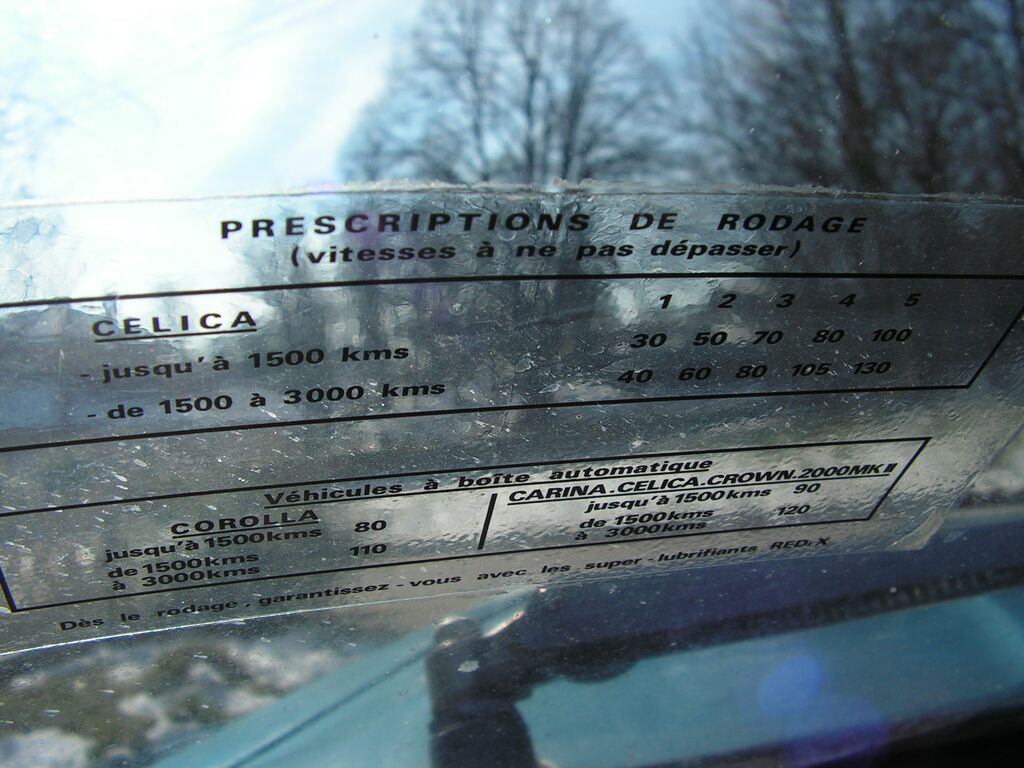 PRESCRIPTIONS DE RODAGE
(vitesses à ne pas dépasser)
CELICA 1 2 3 4 5
- jusqu'à 1500 kms 30 50 70 80 100
- de 1500 à 3000 kms 40 60 80 105 130
Véhicules à boîte automatique
COROLLA
jusqu'à 1500kms 80
de 1500kms
à 3000kms 110
CARINA.CELICA.CROWN.2000MK II
jusqu'à 1500kms 90
de 1500kms
à 3000kms 120
Dès le rodage, garantissez-vous avec les super-lubrifiants REDeX